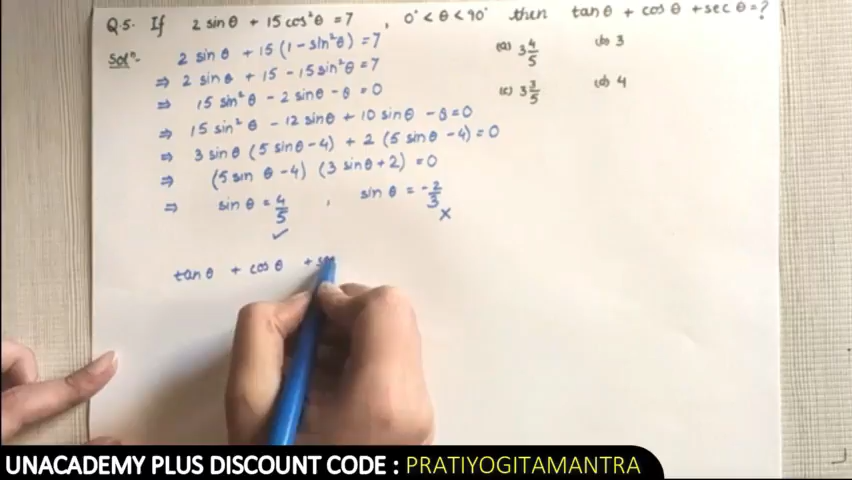 Q.5. If 2 sin θ + 15 cos²θ = 7 , 0° < θ < 90° then tan θ + cos θ + sec θ = ?
(a) 3 4/5 (b) 3
(c) 3 3/5 (d) 4
Solⁿ- 2 sin θ + 15 (1 - sin²θ) = 7
⇒ 2 sin θ + 15 - 15 sin²θ = 7
⇒ 15 sin²θ - 2 sin θ - 8 = 0
⇒ 15 sin²θ - 12 sin θ + 10 sin θ - 8 = 0
⇒ 3 sin θ (5 sin θ - 4) + 2 (5 sin θ - 4) = 0
⇒ (5 sin θ - 4) (3 sin θ + 2) = 0
⇒ sin θ = 4/5 , sin θ = -2/3
✓ x
tan θ + cos θ +
UNACADEMY PLUS DISCOUNT CODE : PRATIYOGITAMANTRA